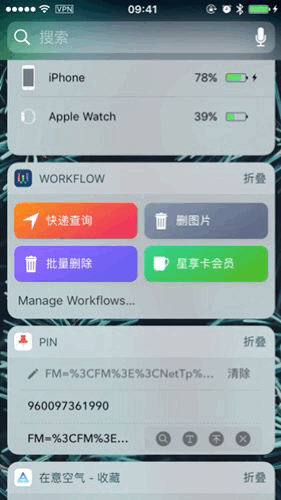 VPN 09:41
搜索
iPhone 78%
Apple Watch 39%
WORKFLOW 折叠
快递查询 删图片
批量删除 星享卡会员
Manage Workflows...
PIN 折叠
FM=%3CFM%3E%3CNetTp%... 清除
960097361990
FM=%3CFM%3E%3...
在意空气 - 收藏 折叠